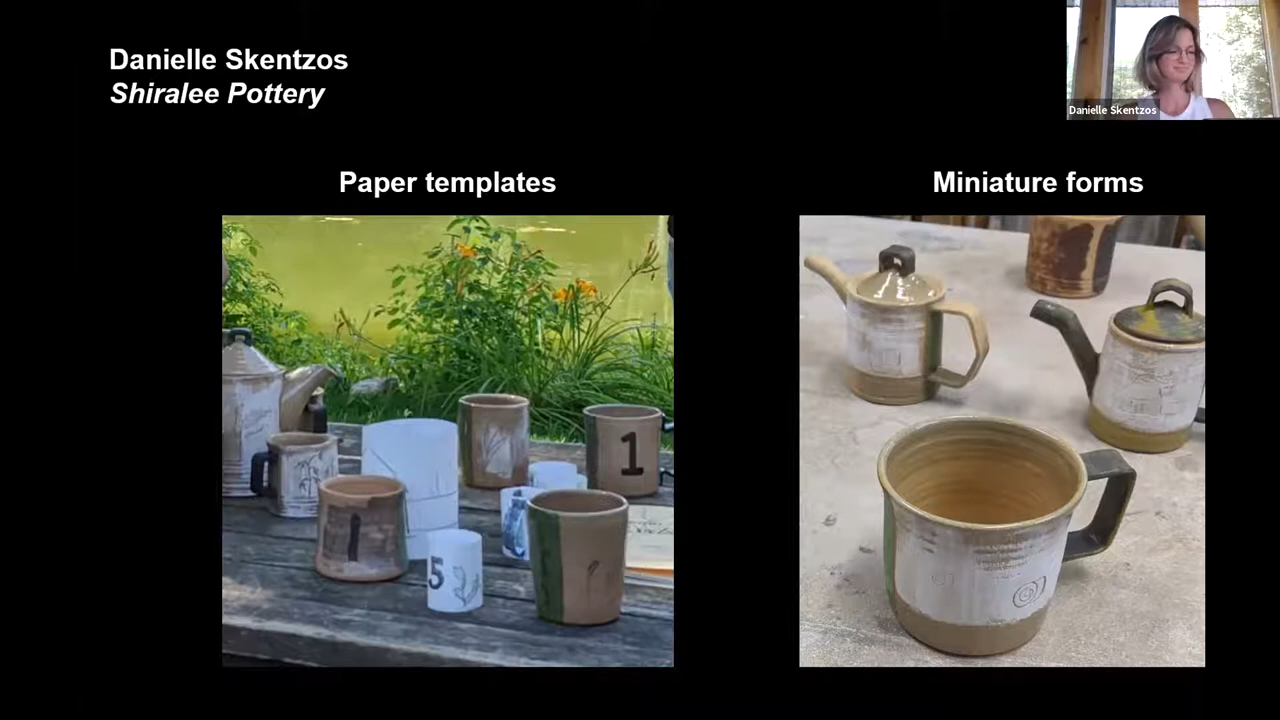 Danielle Skentzos
Shiralee Pottery
Danielle Skentzos
Paper templates
Miniature forms
1
5